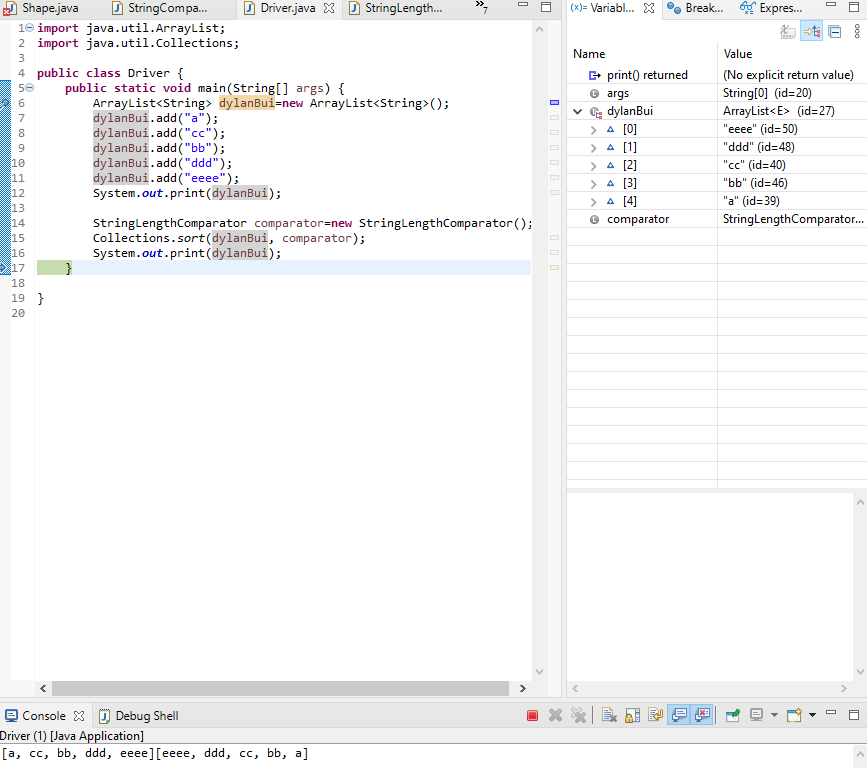 Shape.java StringCompa... Driver.java StringLength... »7
1 import java.util.ArrayList;
2 import java.util.Collections;
3
4 public class Driver {
5 public static void main(String[] args) {
6 ArrayList<String> dylanBui=new ArrayList<String>();
7 dylanBui.add("a");
8 dylanBui.add("cc");
9 dylanBui.add("bb");
10 dylanBui.add("ddd");
11 dylanBui.add("eeee");
12 System.out.print(dylanBui);
13
14 StringLengthComparator comparator=new StringLengthComparator();
15 Collections.sort(dylanBui, comparator);
16 System.out.print(dylanBui);
17 }
18
19 }
20
(x)= Variabl... Break... Expres...
Name Value
print() returned (No explicit return value)
args String[0] (id=20)
dylanBui ArrayList<E> (id=27)
[0] "eeee" (id=50)
[1] "ddd" (id=48)
[2] "cc" (id=40)
[3] "bb" (id=46)
[4] "a" (id=39)
comparator StringLengthComparator...
Console Debug Shell
Driver (1) [Java Application]
[a, cc, bb, ddd, eeee][eeee, ddd, cc, bb, a]